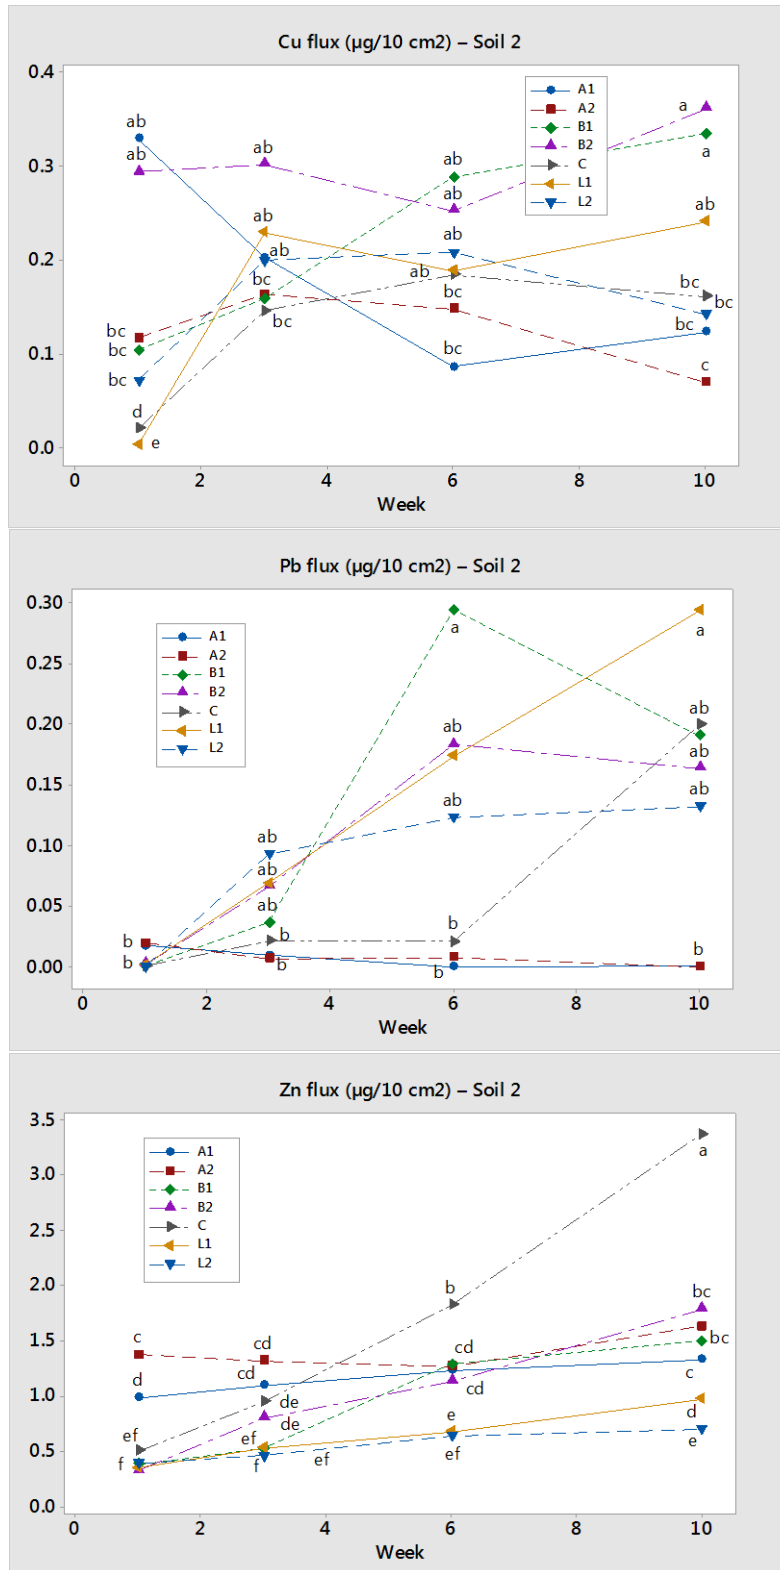 Cu flux (µg/10 cm2) – Soil 2
0.4
0.3
0.2
0.1
0.0
A1
A2
B1
B2
C
L1
L2
ab
ab
bc
bc
bc
d
e
ab
ab
ab
bc
bc
ab
ab
ab
ab
bc
bc
a
a
ab
bc
bc
bc
c
0 2 4 6 8 10
Week
Pb flux (µg/10 cm2) – Soil 2
0.30
0.25
0.20
0.15
0.10
0.05
0.00
A1
A2
B1
B2
C
L1
L2
b
b
ab
ab
ab
b
b
a
ab
ab
b
b
a
ab
ab
ab
b
0 2 4 6 8 10
Week
Zn flux (µg/10 cm2) – Soil 2
3.5
3.0
2.5
2.0
1.5
1.0
0.5
0.0
A1
A2
B1
B2
C
L1
L2
c
d
ef
f
cd
cd
de
de
ef
f
ef
b
cd
cd
e
ef
a
bc
bc
c
d
e
0 2 4 6 8 10
Week